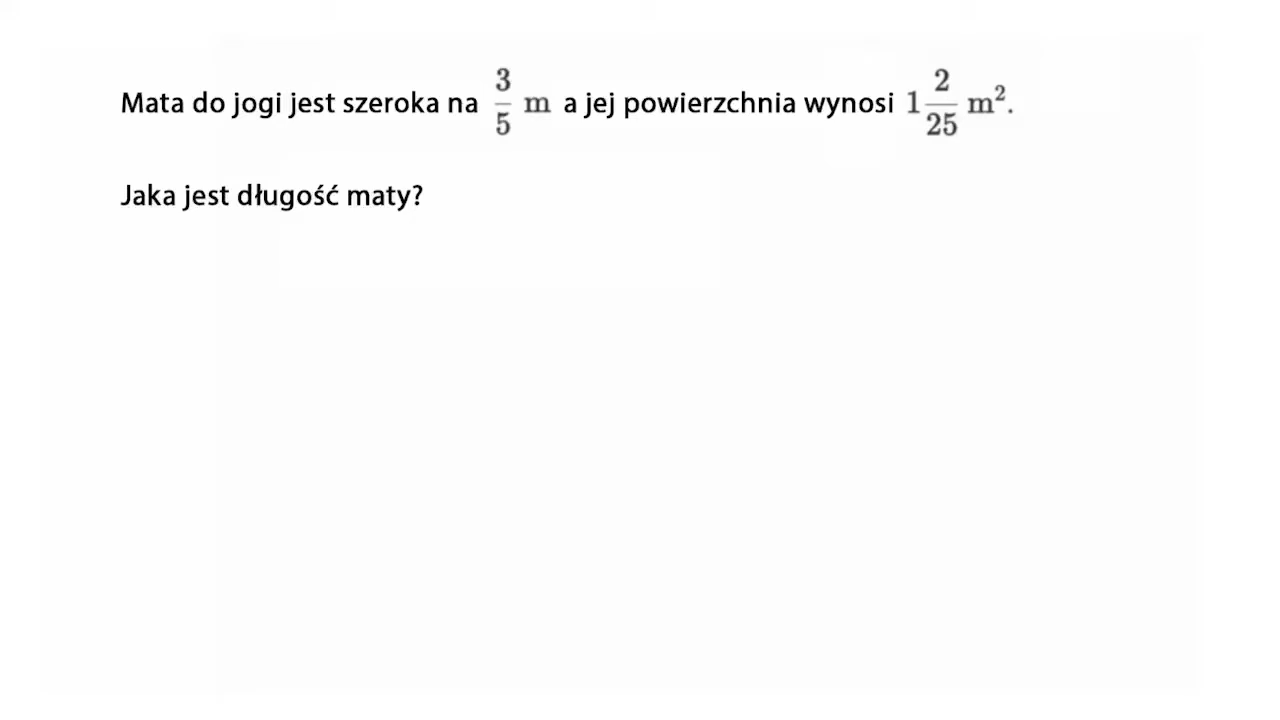 Mata do jogi jest szeroka na 3/5 m a jej powierzchnia wynosi 1 2/25 m².
Jaka jest długość maty?